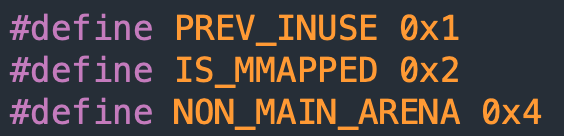 #define PREV_INUSE 0x1
#define IS_MMAPPED 0x2
#define NON_MAIN_ARENA 0x4